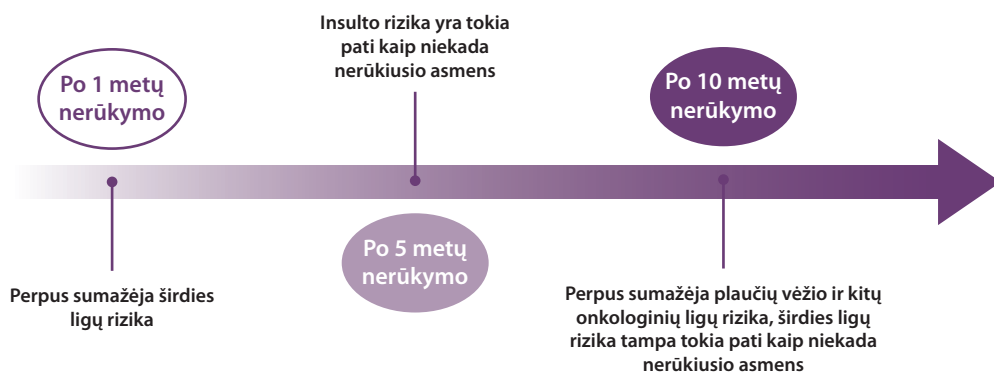 Po 1 metų
nerūkymo
Perpus sumažėja širdies
ligų rizika
Insulto rizika yra tokia
pati kaip niekada
nerūkiusio asmens
Po 5 metų
nerūkymo
Po 10 metų
nerūkymo
Perpus sumažėja plaučių vėžio ir kitų
onkologinių ligų rizika, širdies ligų
rizika tampa tokia pati kaip niekada
nerūkiusio asmens